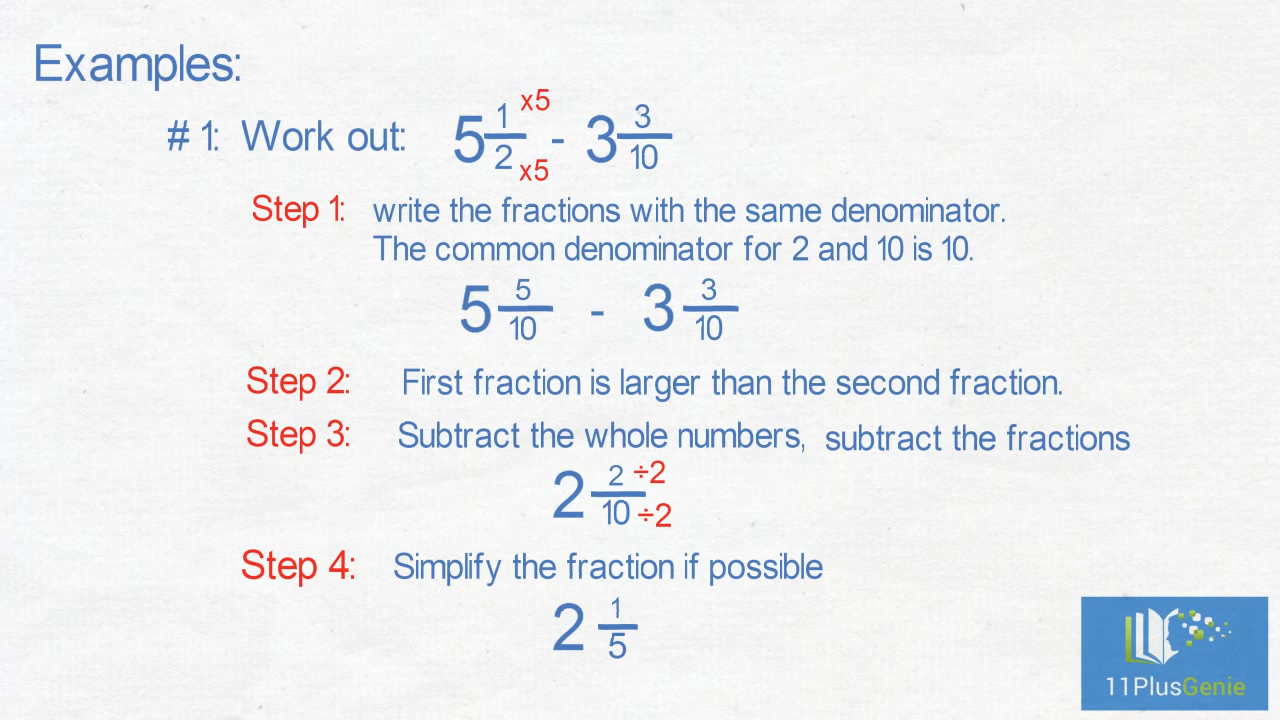 Examples:
# 1: Work out: 5 1/2 x5 x5 - 3 3/10
Step 1: write the fractions with the same denominator.
The common denominator for 2 and 10 is 10.
5 5/10 - 3 3/10
Step 2: First fraction is larger than the second fraction.
Step 3: Subtract the whole numbers, subtract the fractions
2 2/10 ÷2 ÷2
Step 4: Simplify the fraction if possible
2 1/5
11PlusGenie